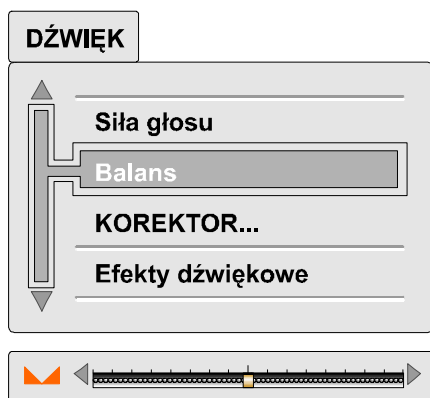 DŹWIĘK
Siła głosu
Balans
KOREKTOR...
Efekty dźwiękowe